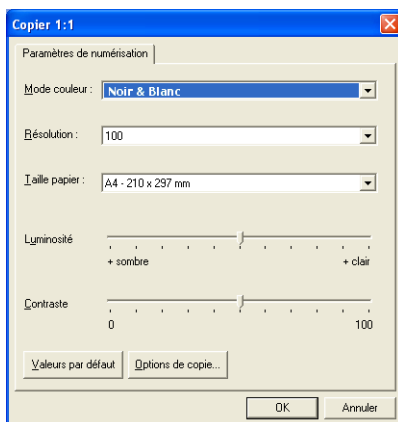 Copier 1:1
Paramètres de numérisation
Mode couleur :
Noir & Blanc
Résolution :
100
Taille papier :
A4 - 210 x 297 mm
Luminosité
+ sombre
+ clair
Contraste
0
100
Valeurs par défaut
Options de copie...
OK
Annuler